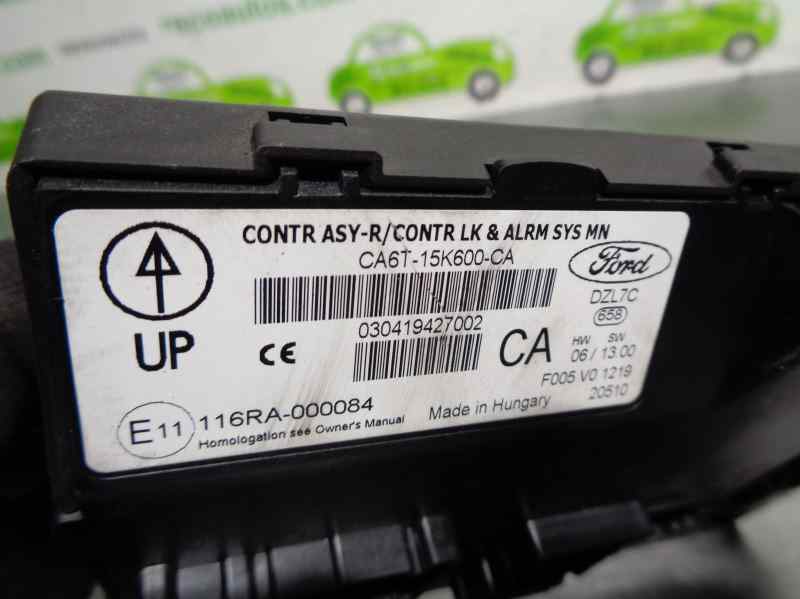 CONTR ASY-R/CONTR LK & ALRM SYS MN
CA6T-15K600-CA
Ford
DZL7C
658
030419427002
UP
CE
CA
HW SW
06 / 13.00
F005 V0 1219
20510
E11 116RA-000084
Homologation see Owner's Manual
Made in Hungary